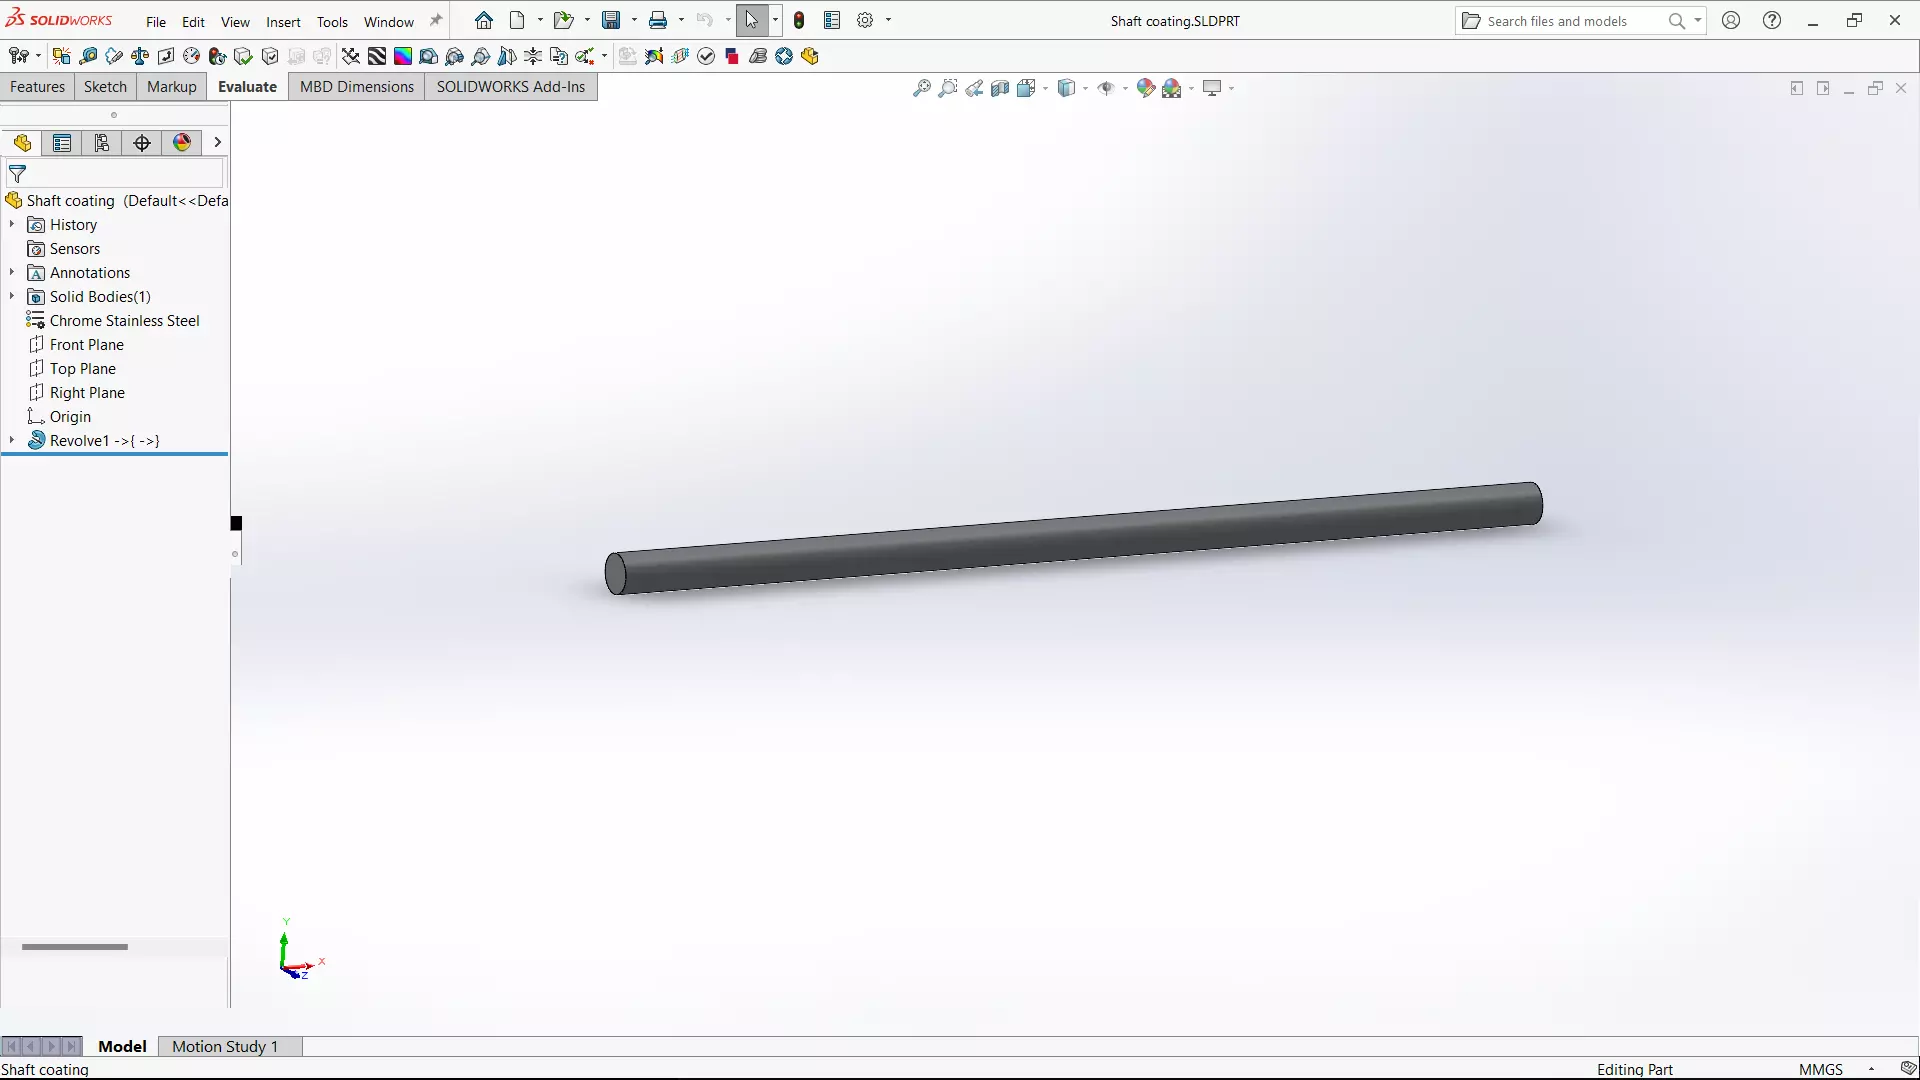 SOLIDWORKS File Edit View Insert Tools Window Shaft coating.SLDPRT Search files and models
Features Sketch Markup Evaluate MBD Dimensions SOLIDWORKS Add-Ins
Shaft coating (Default<<Defa
History
Sensors
Annotations
Solid Bodies(1)
Chrome Stainless Steel
Front Plane
Top Plane
Right Plane
Origin
Revolve1 ->{ ->}
Y
X
Z
Model Motion Study 1
Shaft coating Editing Part MMGS